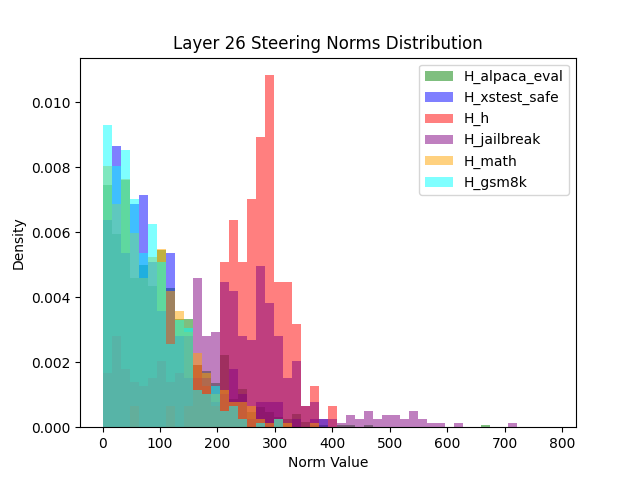 Layer 26 Steering Norms Distribution
H_alpaca_eval
H_xstest_safe
H_h
H_jailbreak
H_math
H_gsm8k
Density
0.010
0.008
0.006
0.004
0.002
0.000
0 100 200 300 400 500 600 700 800
Norm Value